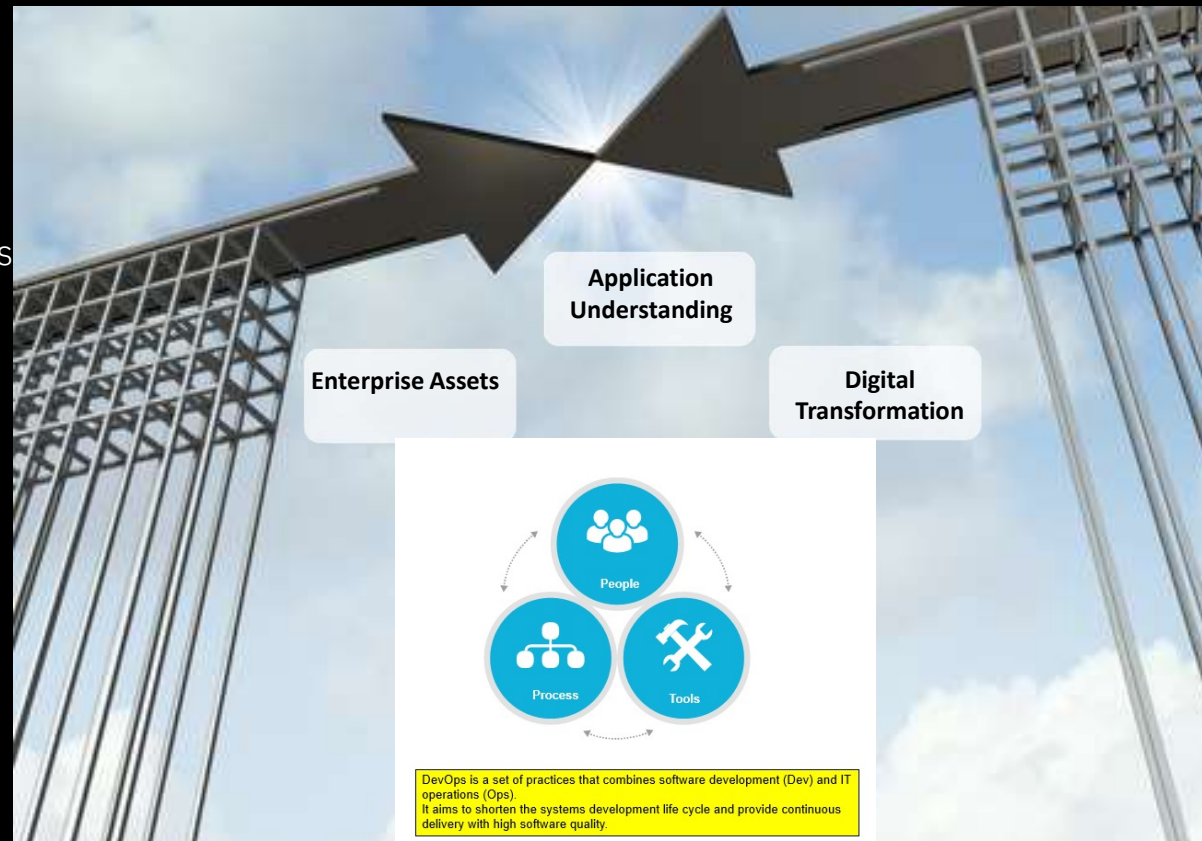 s
Application
Understanding
Enterprise Assets
Digital
Transformation
People
Process
Tools
DevOps is a set of practices that combines software development (Dev) and IT
operations (Ops).
It aims to shorten the systems development life cycle and provide continuous
delivery with high software quality.